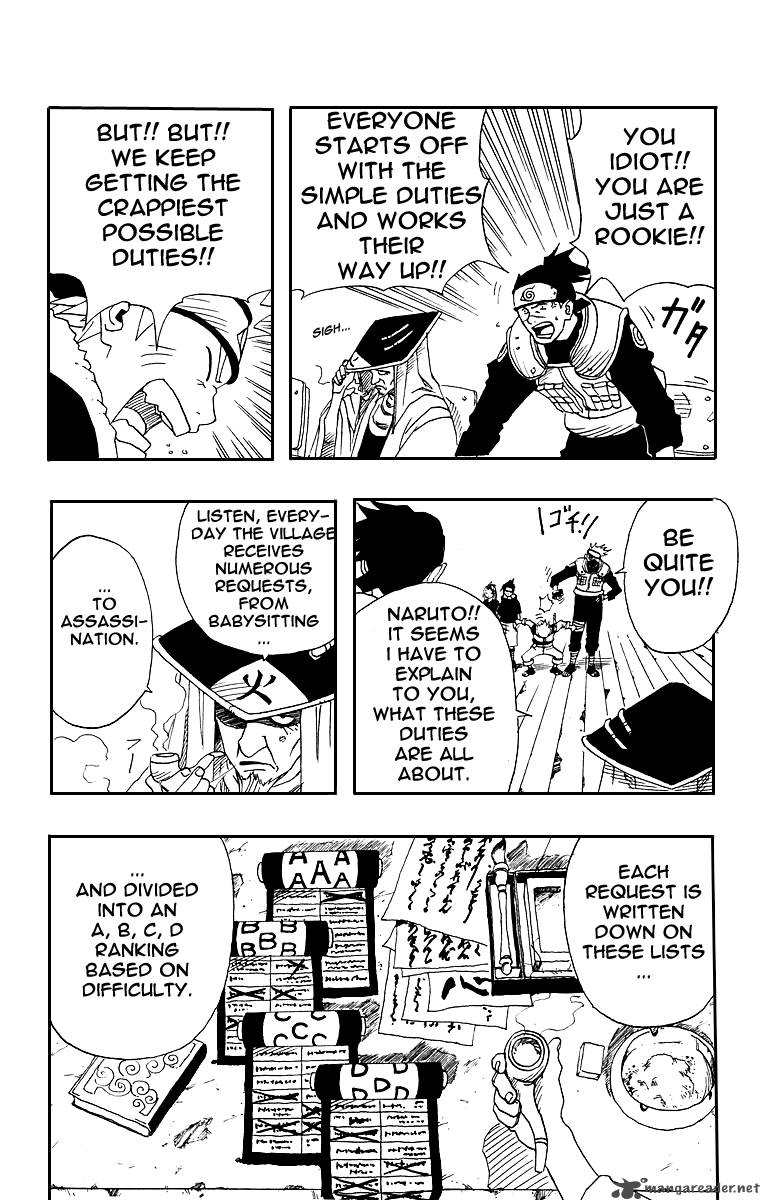 YOU
IDIOT!!
YOU ARE
JUST A
ROOKIE!!
EVERYONE
STARTS OFF
WITH THE
SIMPLE DUTIES
AND WORKS
THEIR
WAY UP!!
ガタ
SIGH...
BUT!! BUT!!
WE KEEP
GETTING THE
CRAPPIEST
POSSIBLE
DUTIES!!
BE
QUITE
YOU!!
ゴチ!!
NARUTO!!
IT SEEMS
I HAVE TO
EXPLAIN
TO YOU,
WHAT THESE
DUTIES
ARE ALL
ABOUT.
LISTEN, EVERY-
DAY THE VILLAGE
RECEIVES
NUMEROUS
REQUESTS,
FROM
BABYSITTING
...
火
...
TO
ASSASSI-
NATION.
EACH
REQUEST IS
WRITTEN
DOWN ON
THESE LISTS
...
...
AND DIVIDED
INTO AN
A, B, C, D
RANKING
BASED ON
DIFFICULTY.
A A A A A
B B B B
C C C
D D D
mangareader.net